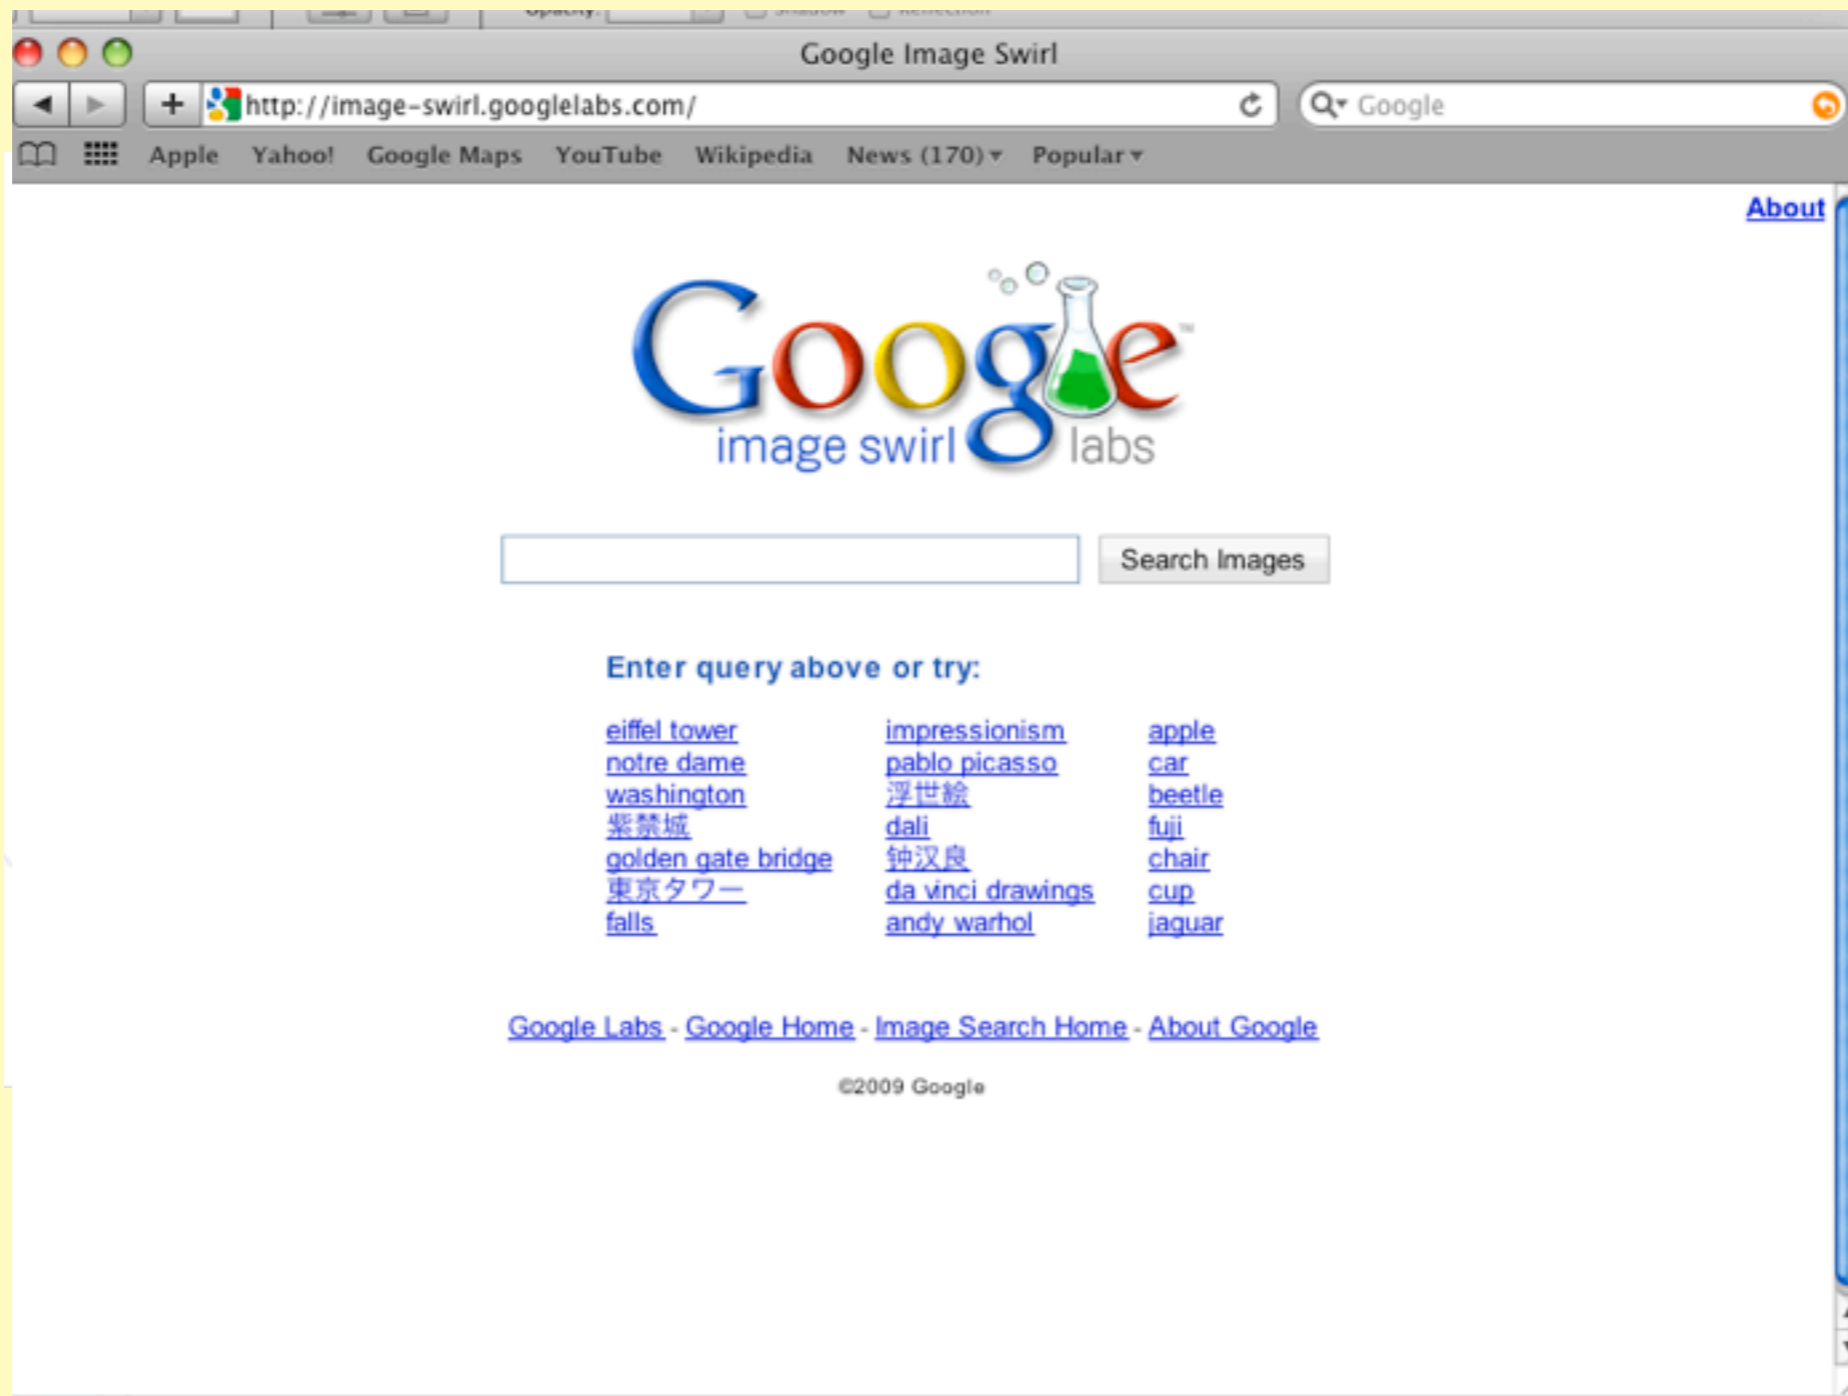 Opacity: Shadow Reflection
Google Image Swirl
http://image-swirl.googlelabs.com/ Google
Apple Yahoo! Google Maps YouTube Wikipedia News (170) Popular
About
Google™
image swirl labs
Search Images
Enter query above or try:
eiffel tower impressionism apple
notre dame pablo picasso car
washington 浮世絵 beetle
紫禁城 dali fuji
golden gate bridge 钟汉良 chair
東京タワー da vinci drawings cup
falls andy warhol jaguar
Google Labs - Google Home - Image Search Home - About Google
©2009 Google